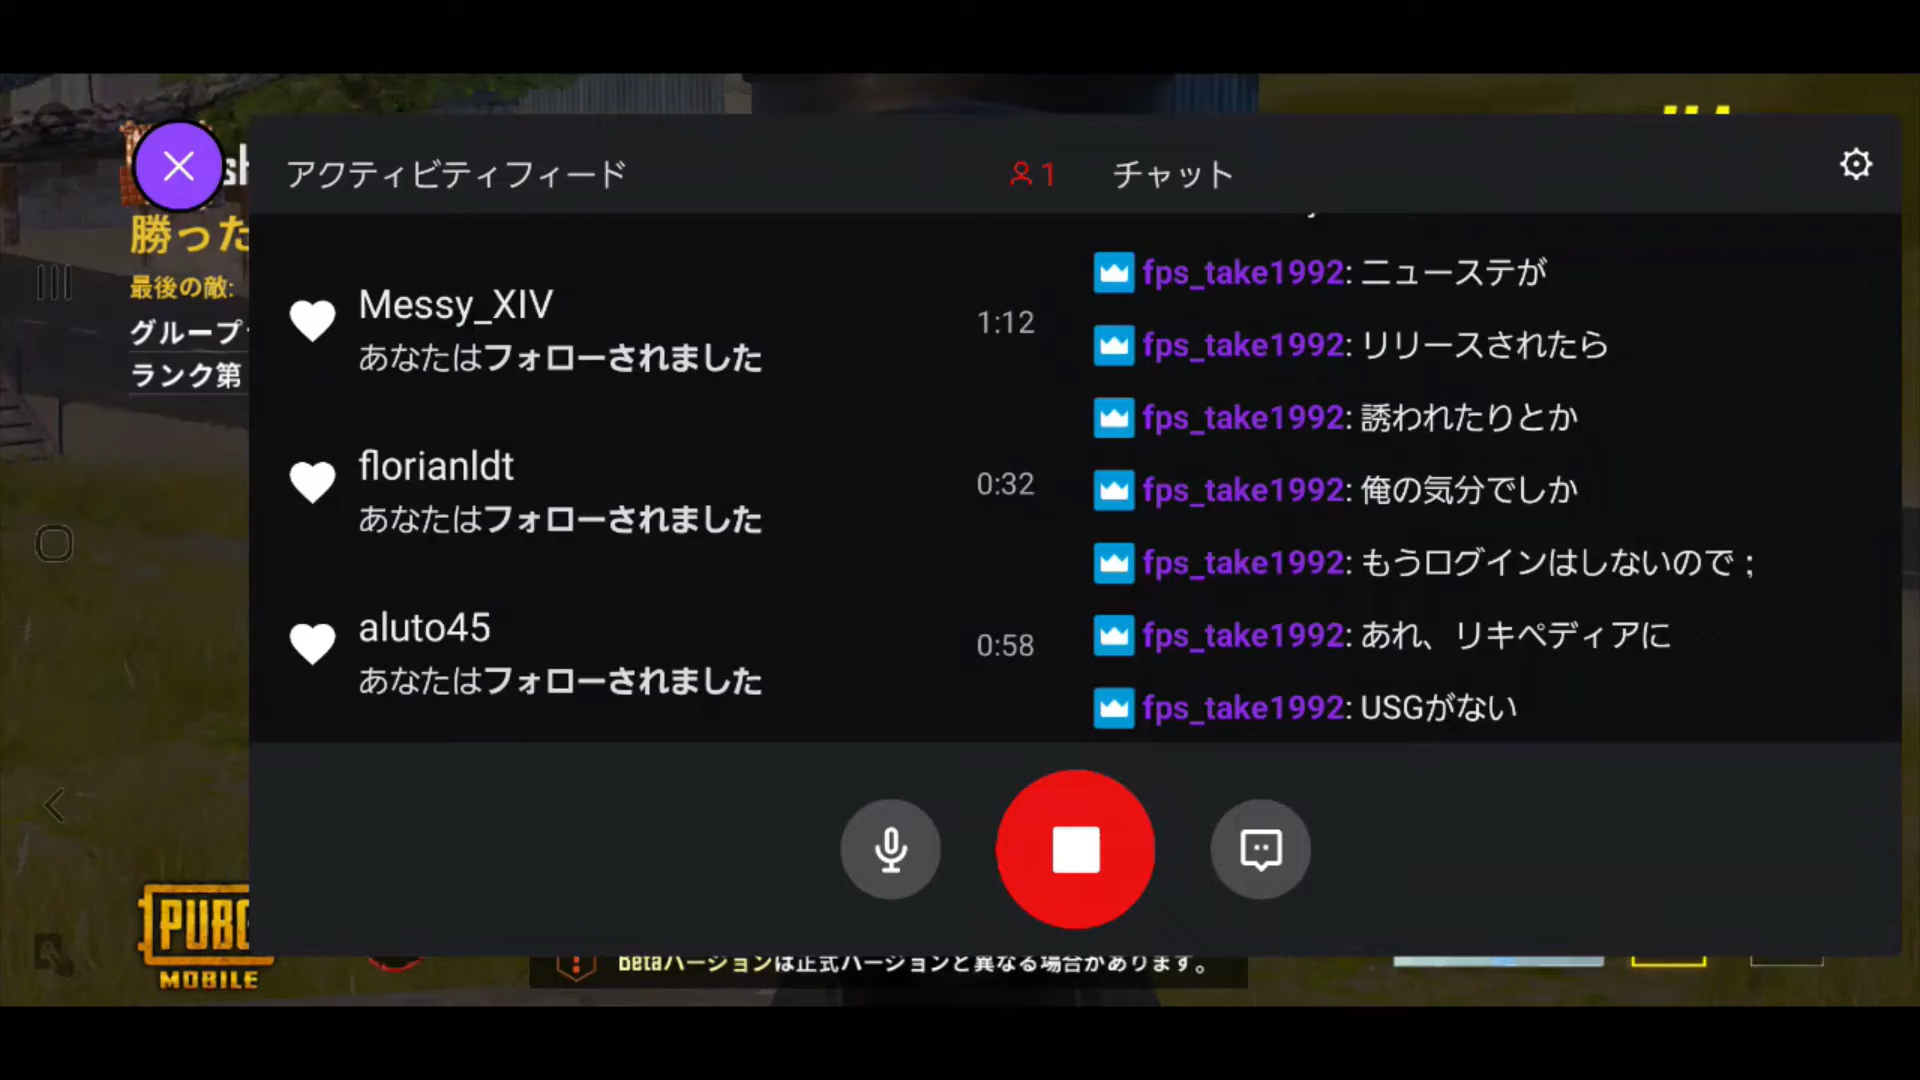 アクティビティフィード
1
チャット
Messy_XIV
あなたはフォローされました
1:12
florianldt
あなたはフォローされました
0:32
aluto45
あなたはフォローされました
0:58
fps_take1992: ニューステが
fps_take1992: リリースされたら
fps_take1992: 誘われたりとか
fps_take1992: 俺の気分でしか
fps_take1992: もうログインはしないので；
fps_take1992: あれ、リキペディアに
fps_take1992: USGがない
勝った
最後の敵:
グループ
ランク第
PUBG
MOBILE
betaバージョンは正式バージョンと異なる場合があります。